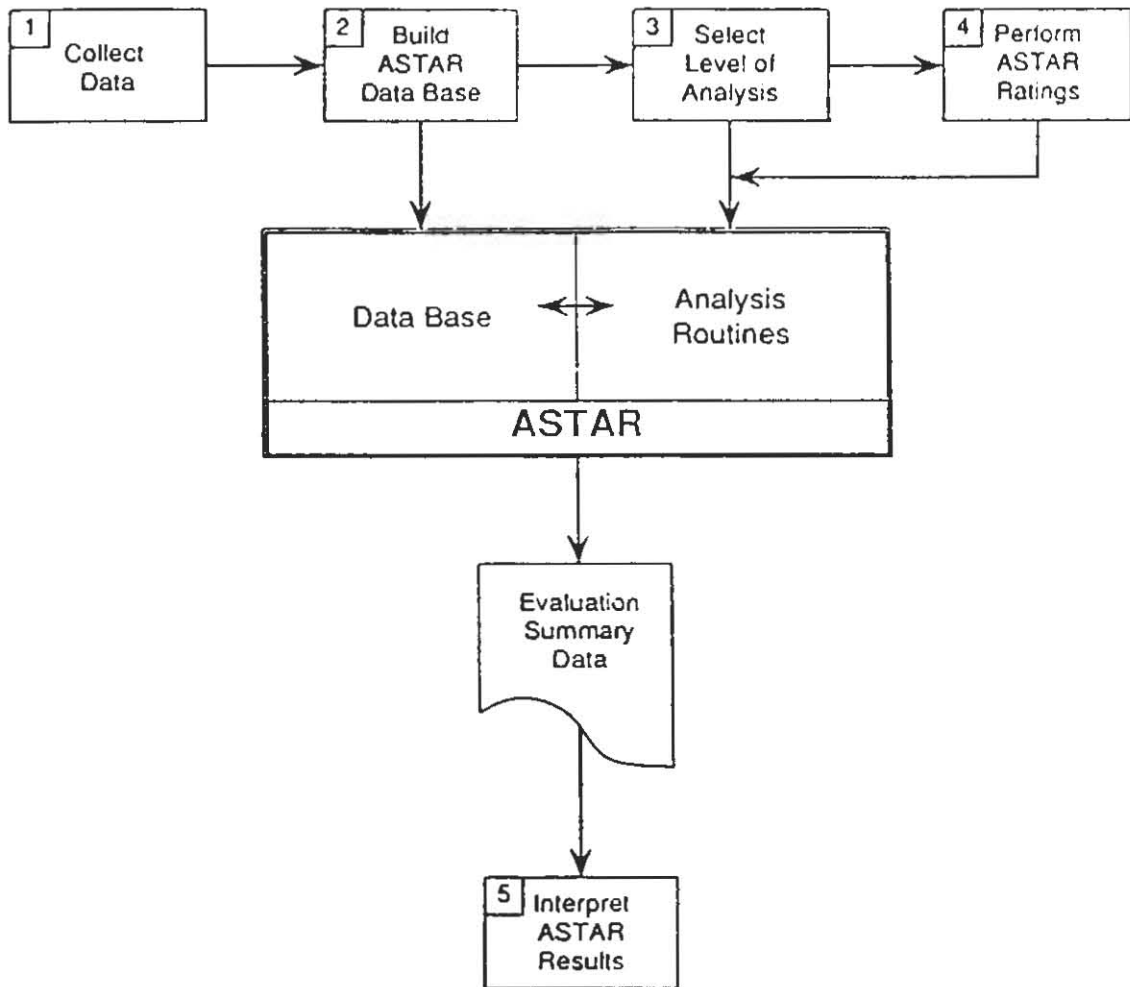 1
Collect
Data
2
Build
ASTAR
Data Base
3
Select
Level of
Analysis
4
Perform
ASTAR
Ratings
Data Base
Analysis
Routines
ASTAR
Evaluation
Summary
Data
5
Interpret
ASTAR
Results